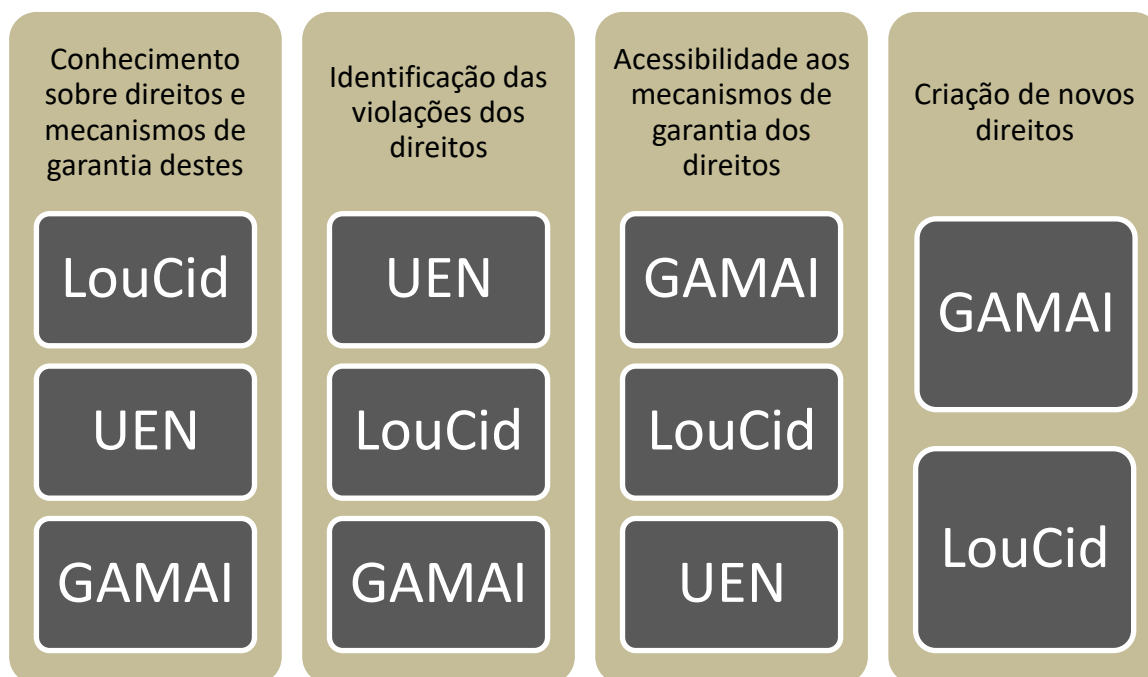 Conhecimento
sobre direitos e
mecanismos de
garantia destes
LouCid
UEN
GAMAI
Identificação das
violações dos
direitos
UEN
LouCid
GAMAI
Acessibilidade aos
mecanismos de
garantia dos
direitos
GAMAI
LouCid
UEN
Criação de novos
direitos
GAMAI
LouCid